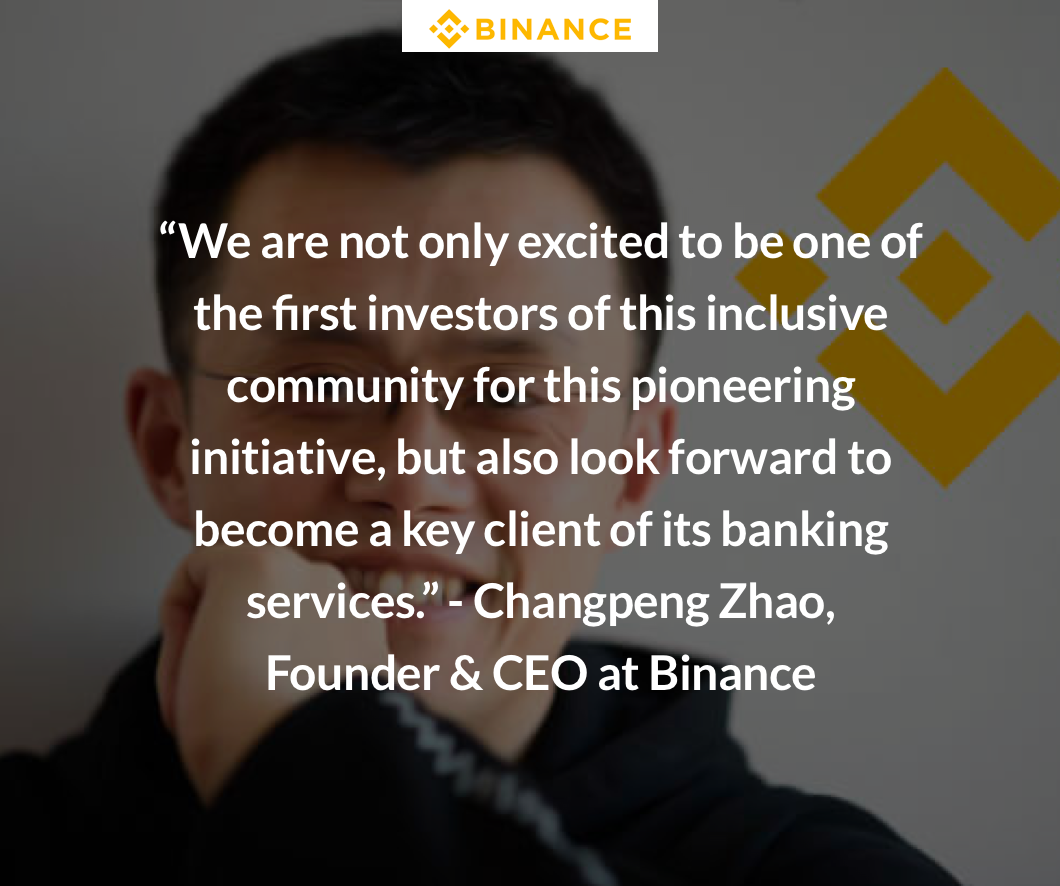 BINANCE
“We are not only excited to be one of
the first investors of this inclusive
community for this pioneering
initiative, but also look forward to
become a key client of its banking
services.” - Changpeng Zhao,
Founder & CEO at Binance